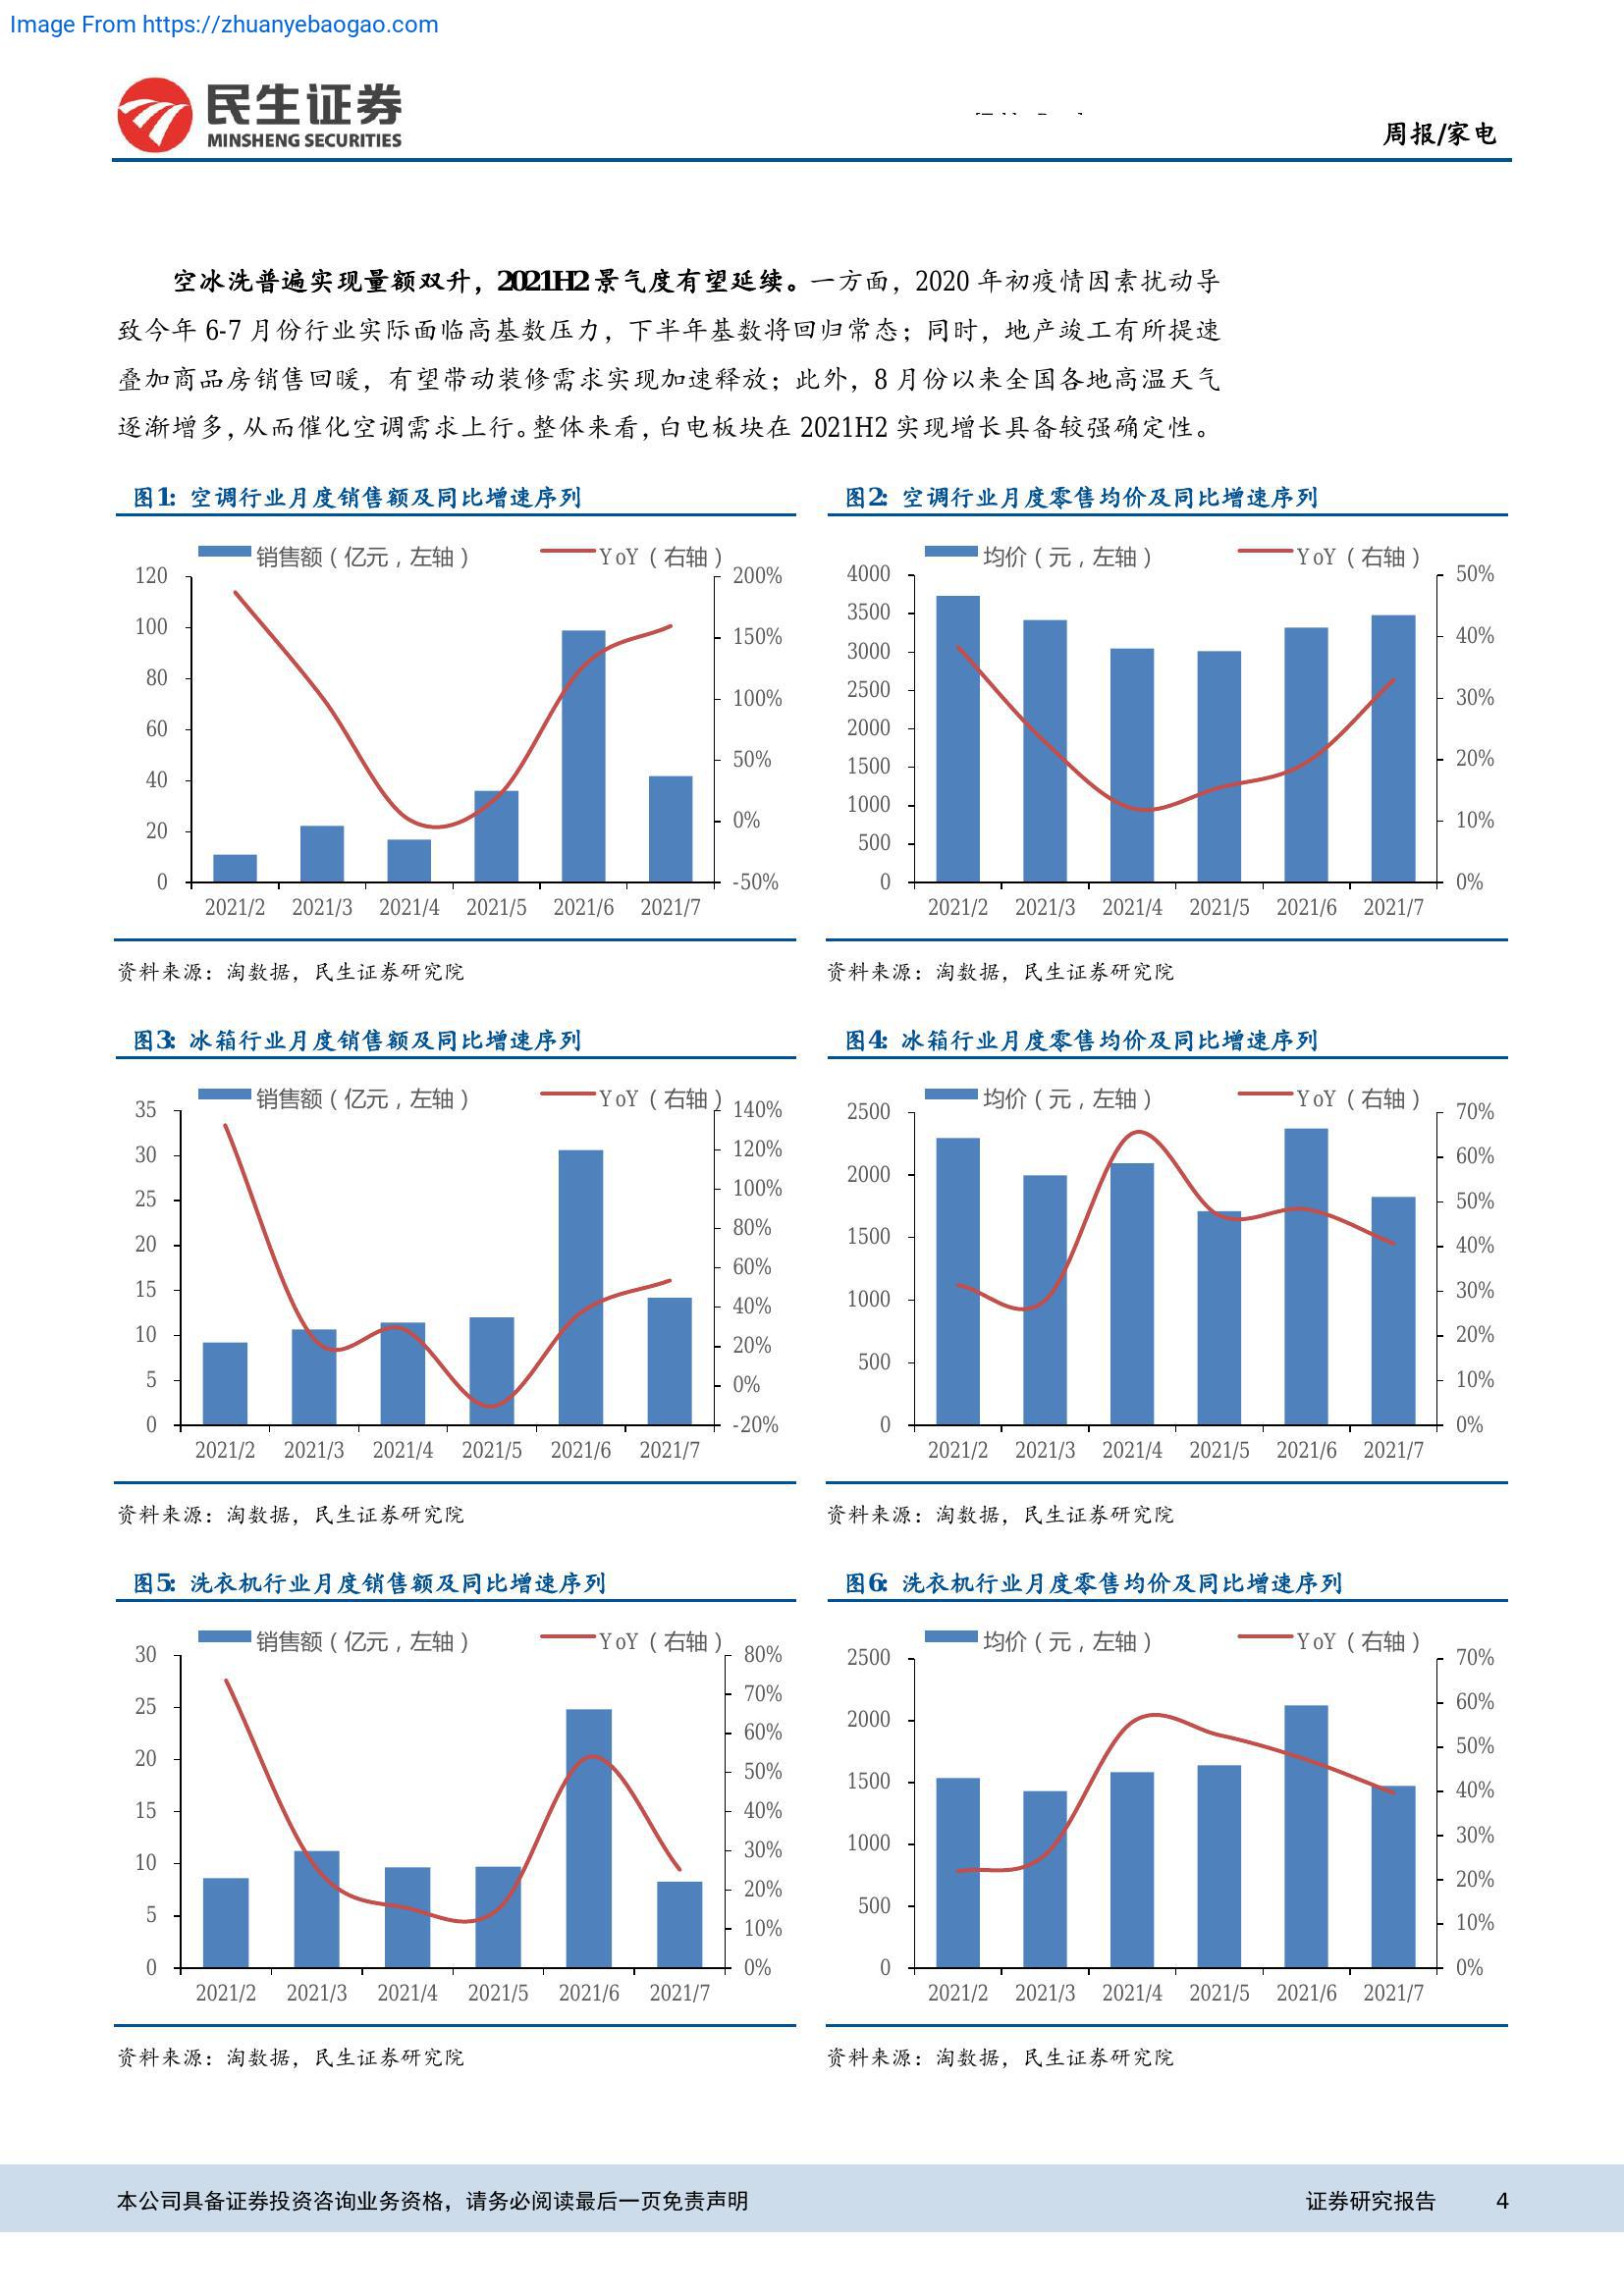 Image From https://zhuanyebaogao.com
民生证券
MINSHENG SECURITIES
周报/家电
空冰洗普遍实现量额双升，2021H2 景气度有望延续。一方面，2020 年初疫情因素扰动导
致今年 6-7 月份行业实际面临高基数压力，下半年基数将回归常态；同时，地产竣工有所提速
叠加商品房销售回暖，有望带动装修需求实现加速释放；此外，8 月份以来全国各地高温天气
逐渐增多，从而催化空调需求上行。整体来看，白电板块在 2021H2 实现增长具备较强确定性。
图1：空调行业月度销售额及同比增速序列
销售额（亿元，左轴） YoY（右轴）
120 200%
100 150%
80 100%
60 50%
40 0%
20 -50%
0
2021/2 2021/3 2021/4 2021/5 2021/6 2021/7
资料来源：淘数据，民生证券研究院
图2：空调行业月度零售均价及同比增速序列
均价（元，左轴） YoY（右轴）
4000 50%
3500 40%
3000 30%
2500 20%
2000 10%
1500 0%
1000
500
0
2021/2 2021/3 2021/4 2021/5 2021/6 2021/7
资料来源：淘数据，民生证券研究院
图3：冰箱行业月度销售额及同比增速序列
销售额（亿元，左轴） YoY（右轴）
35 140%
30 120%
25 100%
20 80%
15 60%
10 40%
5 20%
0 0%
-20%
2021/2 2021/3 2021/4 2021/5 2021/6 2021/7
资料来源：淘数据，民生证券研究院
图4：冰箱行业月度零售均价及同比增速序列
均价（元，左轴） YoY（右轴）
2500 70%
2000 60%
1500 50%
1000 40%
500 30%
0 20%
10%
0%
2021/2 2021/3 2021/4 2021/5 2021/6 2021/7
资料来源：淘数据，民生证券研究院
图5：洗衣机行业月度销售额及同比增速序列
销售额（亿元，左轴） YoY（右轴）
30 80%
25 70%
20 60%
15 50%
10 40%
5 30%
0 20%
10%
0%
2021/2 2021/3 2021/4 2021/5 2021/6 2021/7
资料来源：淘数据，民生证券研究院
图6：洗衣机行业月度零售均价及同比增速序列
均价（元，左轴） YoY（右轴）
2500 70%
2000 60%
1500 50%
1000 40%
500 30%
0 20%
10%
0%
2021/2 2021/3 2021/4 2021/5 2021/6 2021/7
资料来源：淘数据，民生证券研究院
本公司具备证券投资咨询业务资格，请务必阅读最后一页免责声明 证券研究报告 4